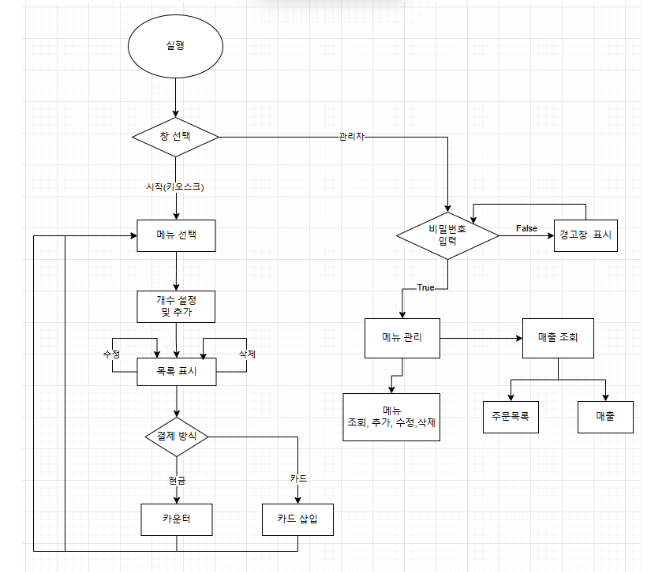 실행
창 선택
관리자
시작(키오스크)
메뉴 선택
비밀번호
입력
False
경고창 표시
개수 설정
및 추가
True
메뉴 관리
매출 조회
수정
삭제
목록 표시
메뉴
조회, 추가, 수정,삭제
주문목록
매출
결제 방식
현금
카드
카운터
카드 삽입